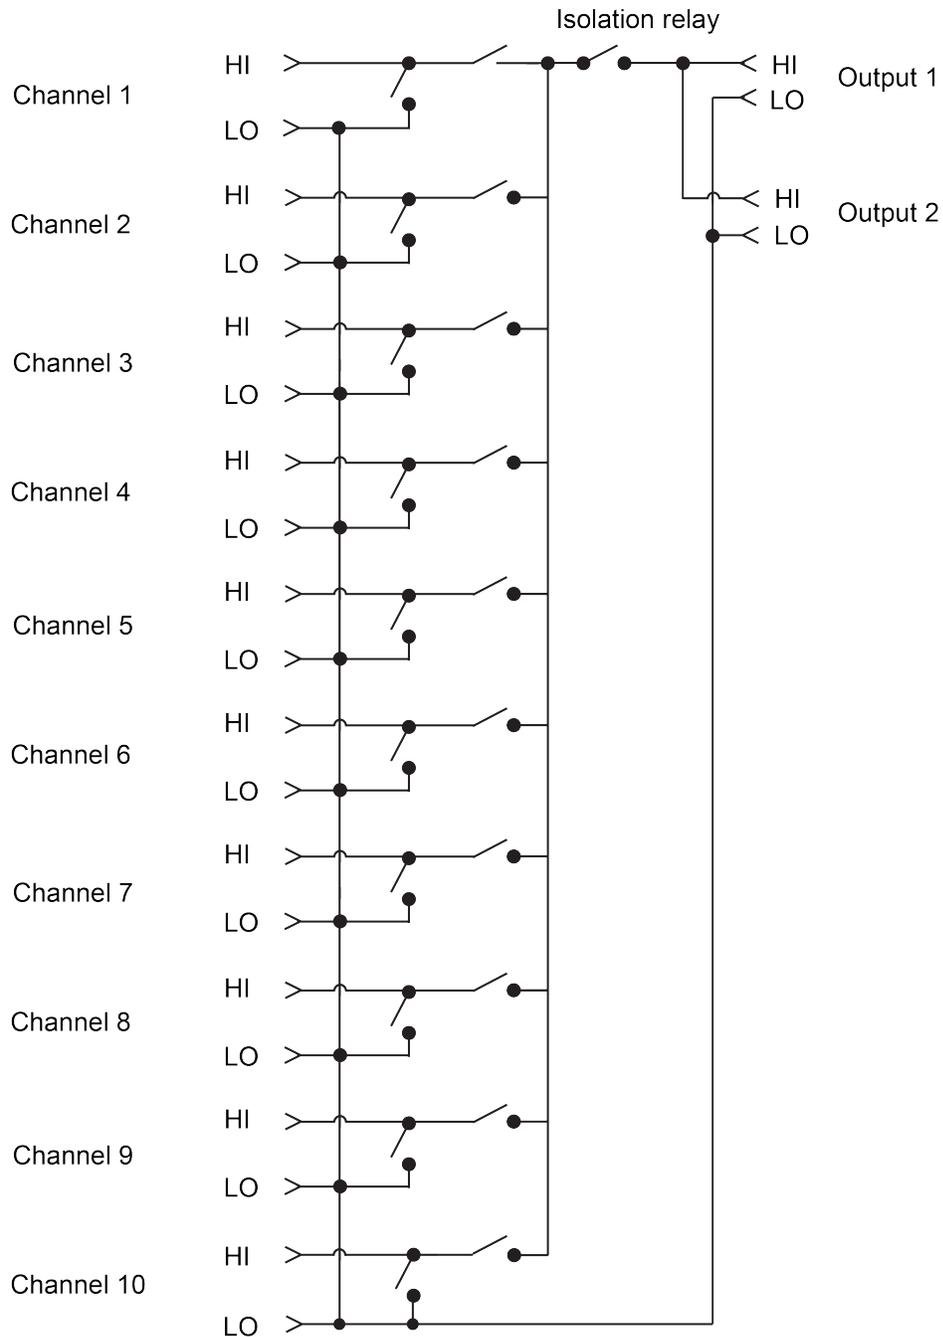 Isolation relay
HI
HI
Output 1
Channel 1
LO
LO
HI
HI
Output 2
Channel 2
LO
LO
HI
Channel 3
LO
HI
Channel 4
LO
HI
Channel 5
LO
HI
Channel 6
LO
HI
Channel 7
LO
HI
Channel 8
LO
HI
Channel 9
LO
HI
Channel 10
LO